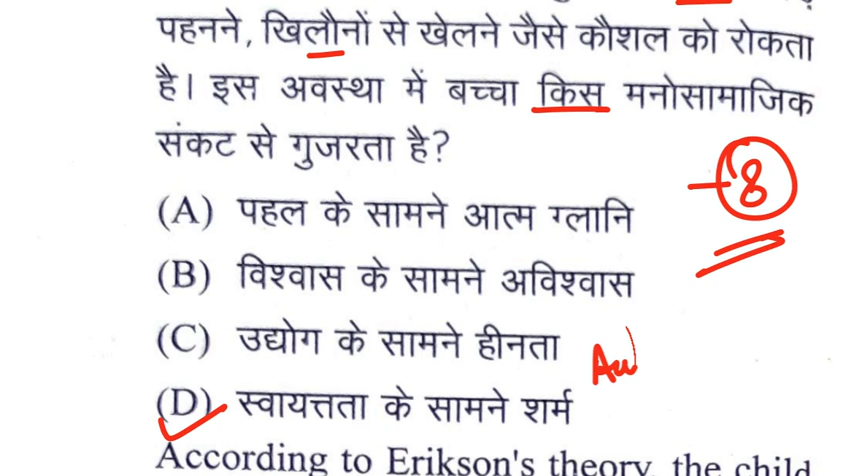 पहनने, खिलौनों से खेलने जैसे कौशल को रोकता
है। इस अवस्था में बच्चा किस मनोसामाजिक
संकट से गुजरता है?
8
(A) पहल के सामने आत्म ग्लानि
(B) विश्वास के सामने अविश्वास
(C) उद्योग के सामने हीनता
(D) स्वायत्तता के सामने शर्म
According to Erikson's theory, the child